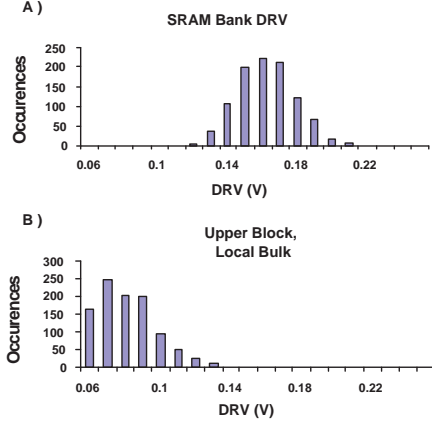 A )
SRAM Bank DRV
250
200
150
100
50
0
Occurences
0.06 0.1 0.14 0.18 0.22
DRV (V)
B )
Upper Block,
Local Bulk
300
250
200
150
100
50
0
Occurences
0.06 0.1 0.14 0.18 0.22
DRV (V)